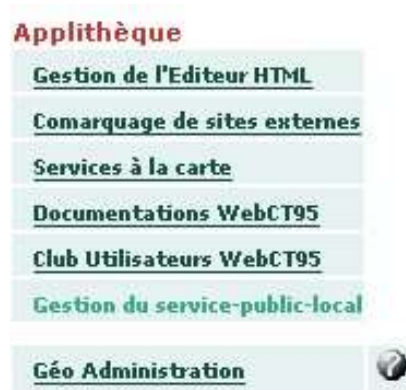 Applithèque
Gestion de l'Editeur HTML
Comarquage de sites externes
Services à la carte
Documentations WebCT95
Club Utilisateurs WebCT95
Gestion du service-public-local
Géo Administration ?